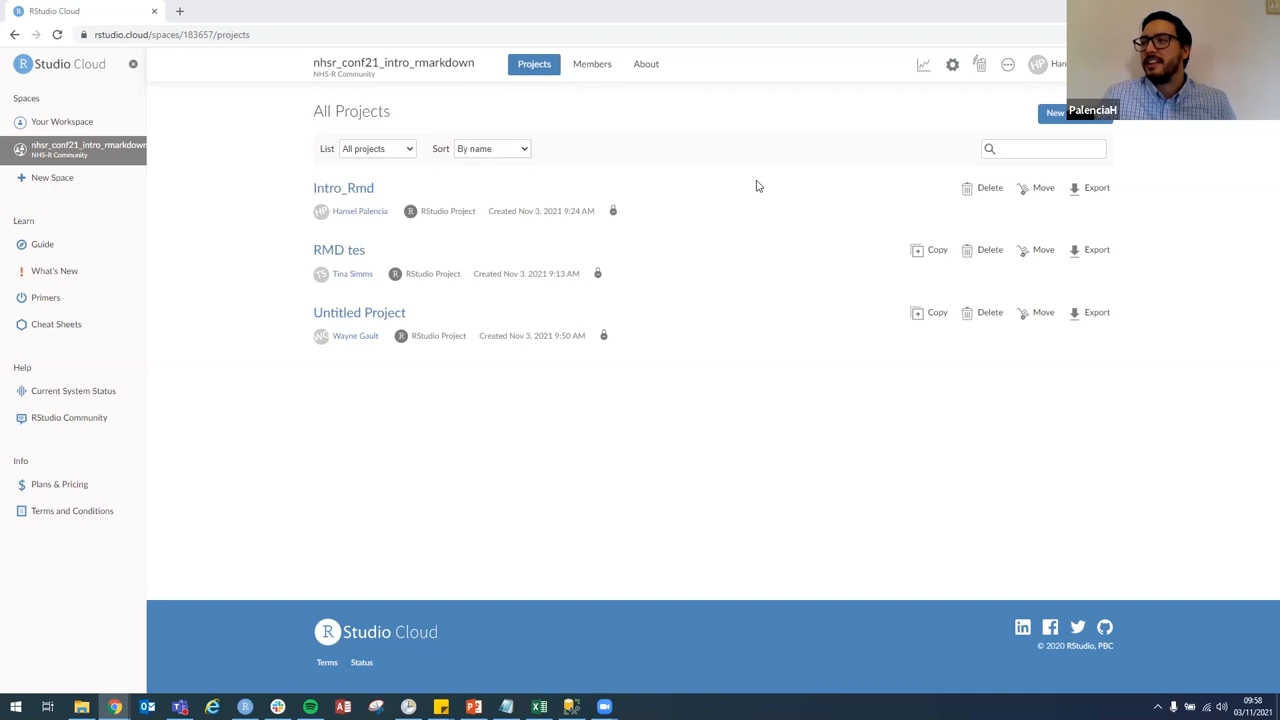 RStudio Cloud
rstudio.cloud/spaces/183657/projects
R Studio Cloud
Spaces
Your Workspace
nhsr_conf21_intro_rmarkdown
NHS-R Community
New Space
Learn
Guide
What's New
Primers
Cheat Sheets
Help
Current System Status
RStudio Community
Info
Plans & Pricing
Terms and Conditions
nhsr_conf21_intro_rmarkdown
NHS-R Community
Projects Members About
HP Han
PalenciaH
All Projects
New
List All projects Sort By name
Intro_Rmd
Delete Move Export
HP Hansel Palencia R RStudio Project Created Nov 3, 2021 9:24 AM
RMD tes
Copy Delete Move Export
TS Tina Simms R RStudio Project Created Nov 3, 2021 9:13 AM
Untitled Project
Copy Delete Move Export
WG Wayne Gault R RStudio Project Created Nov 3, 2021 9:50 AM
R Studio Cloud
Terms Status
© 2020 RStudio, PBC
09:58
03/11/2021